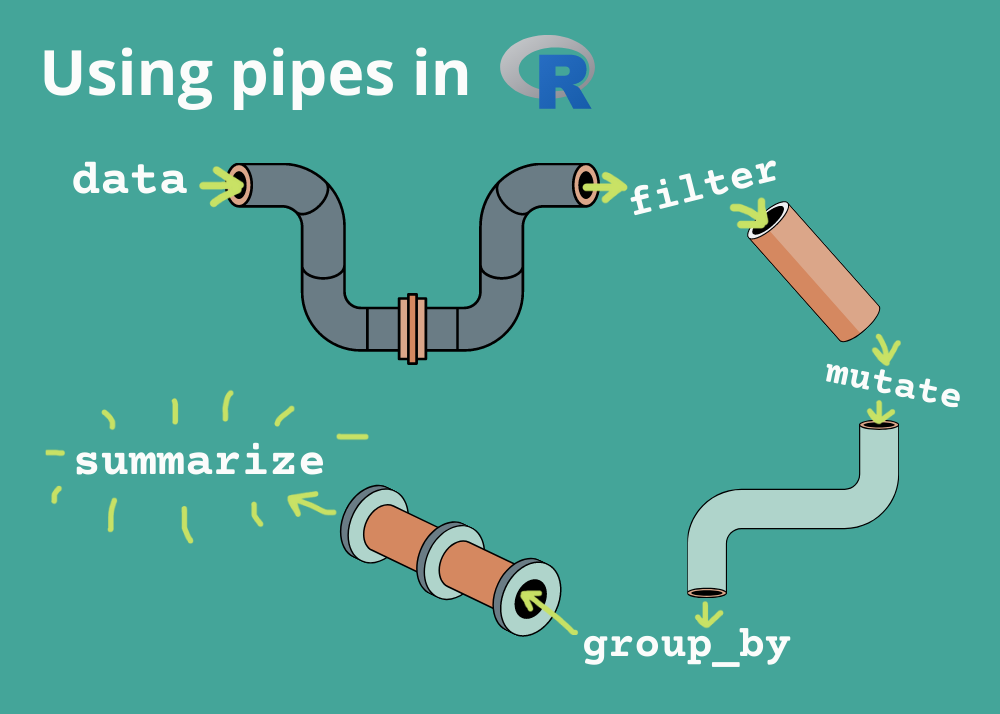 Using pipes in R
data
filter
mutate
group_by
summarize